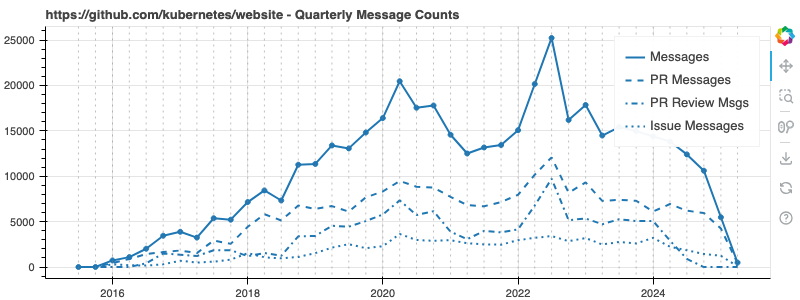 https://github.com/kubernetes/website - Quarterly Message Counts
25000
20000
15000
10000
5000
0
2016
2018
2020
2022
2024
Messages
PR Messages
PR Review Msgs
Issue Messages